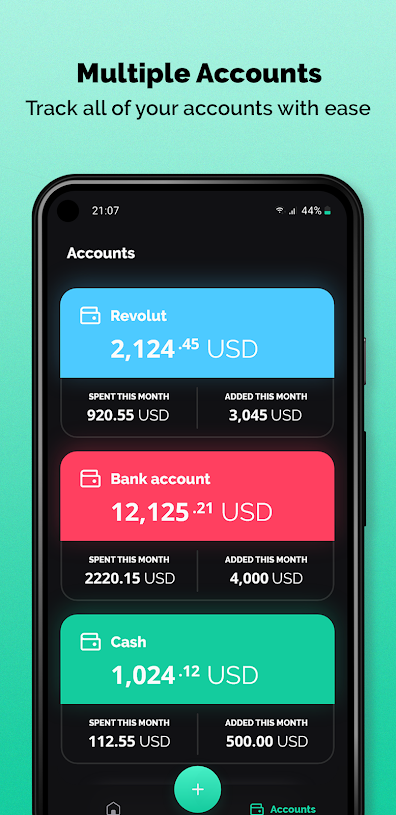 Multiple Accounts
Track all of your accounts with ease
21:07 44%
Accounts
Revolut
2,124.45 USD
SPENT THIS MONTH ADDED THIS MONTH
920.55 USD 3,045 USD
Bank account
12,125.21 USD
SPENT THIS MONTH ADDED THIS MONTH
2220.15 USD 4,000 USD
Cash
1,024.12 USD
SPENT THIS MONTH ADDED THIS MONTH
112.55 USD 500.00 USD
+
Accounts